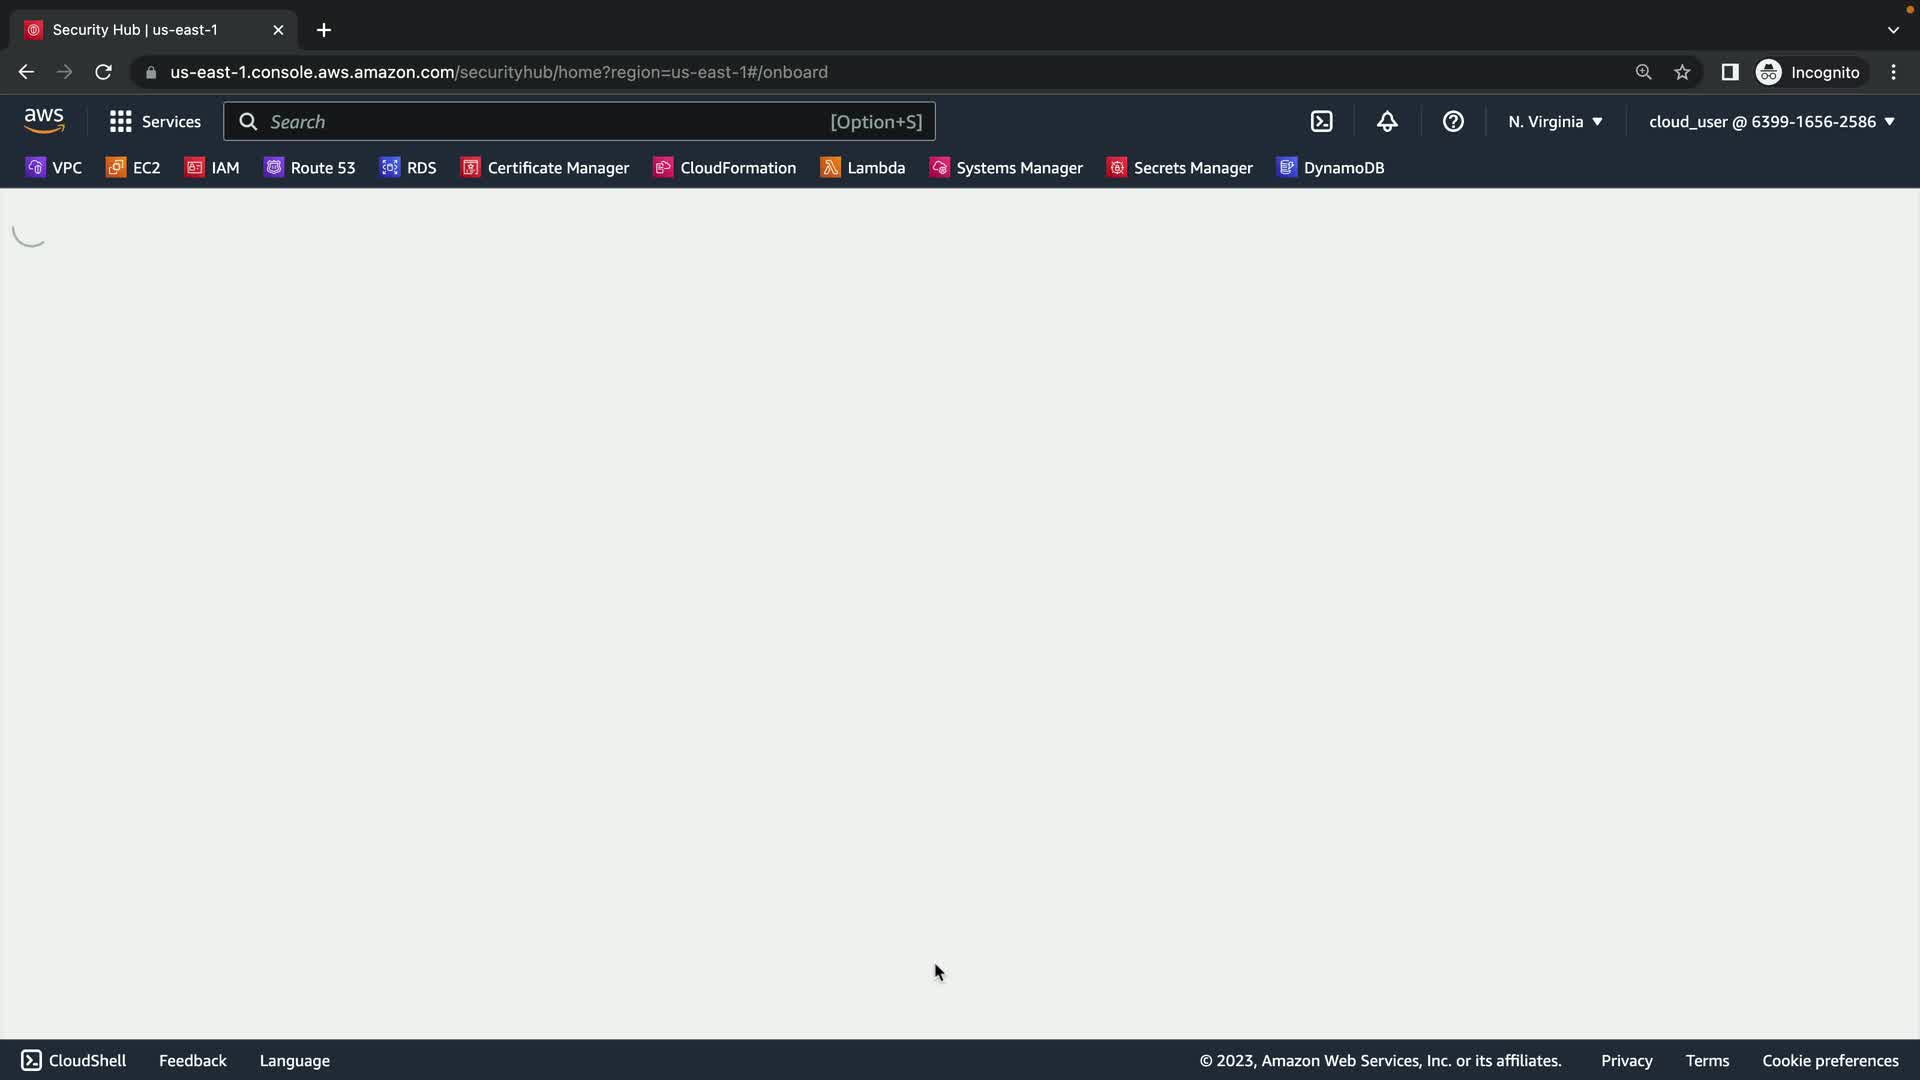 Security Hub | us-east-1
us-east-1.console.aws.amazon.com/securityhub/home?region=us-east-1#/onboard
Incognito
aws
Services
Search
[Option+S]
N. Virginia
cloud_user @ 6399-1656-2586
VPC
EC2
IAM
Route 53
RDS
Certificate Manager
CloudFormation
Lambda
Systems Manager
Secrets Manager
DynamoDB
CloudShell
Feedback
Language
© 2023, Amazon Web Services, Inc. or its affiliates.
Privacy
Terms
Cookie preferences